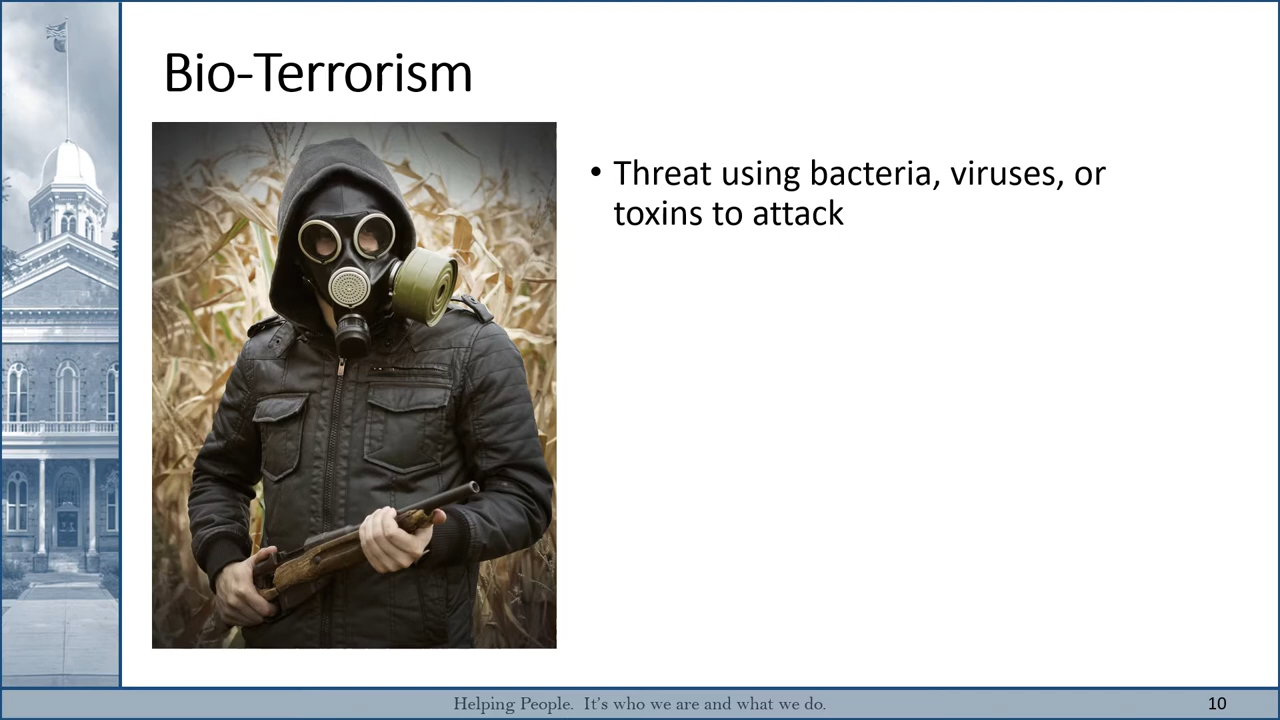 Bio-Terrorism
• Threat using bacteria, viruses, or
toxins to attack
Helping People. It's who we are and what we do.
10